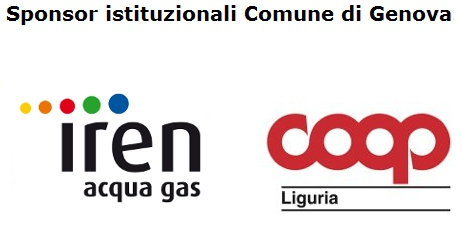 Sponsor istituzionali Comune di Genova
iren
acqua gas
coop
Liguria